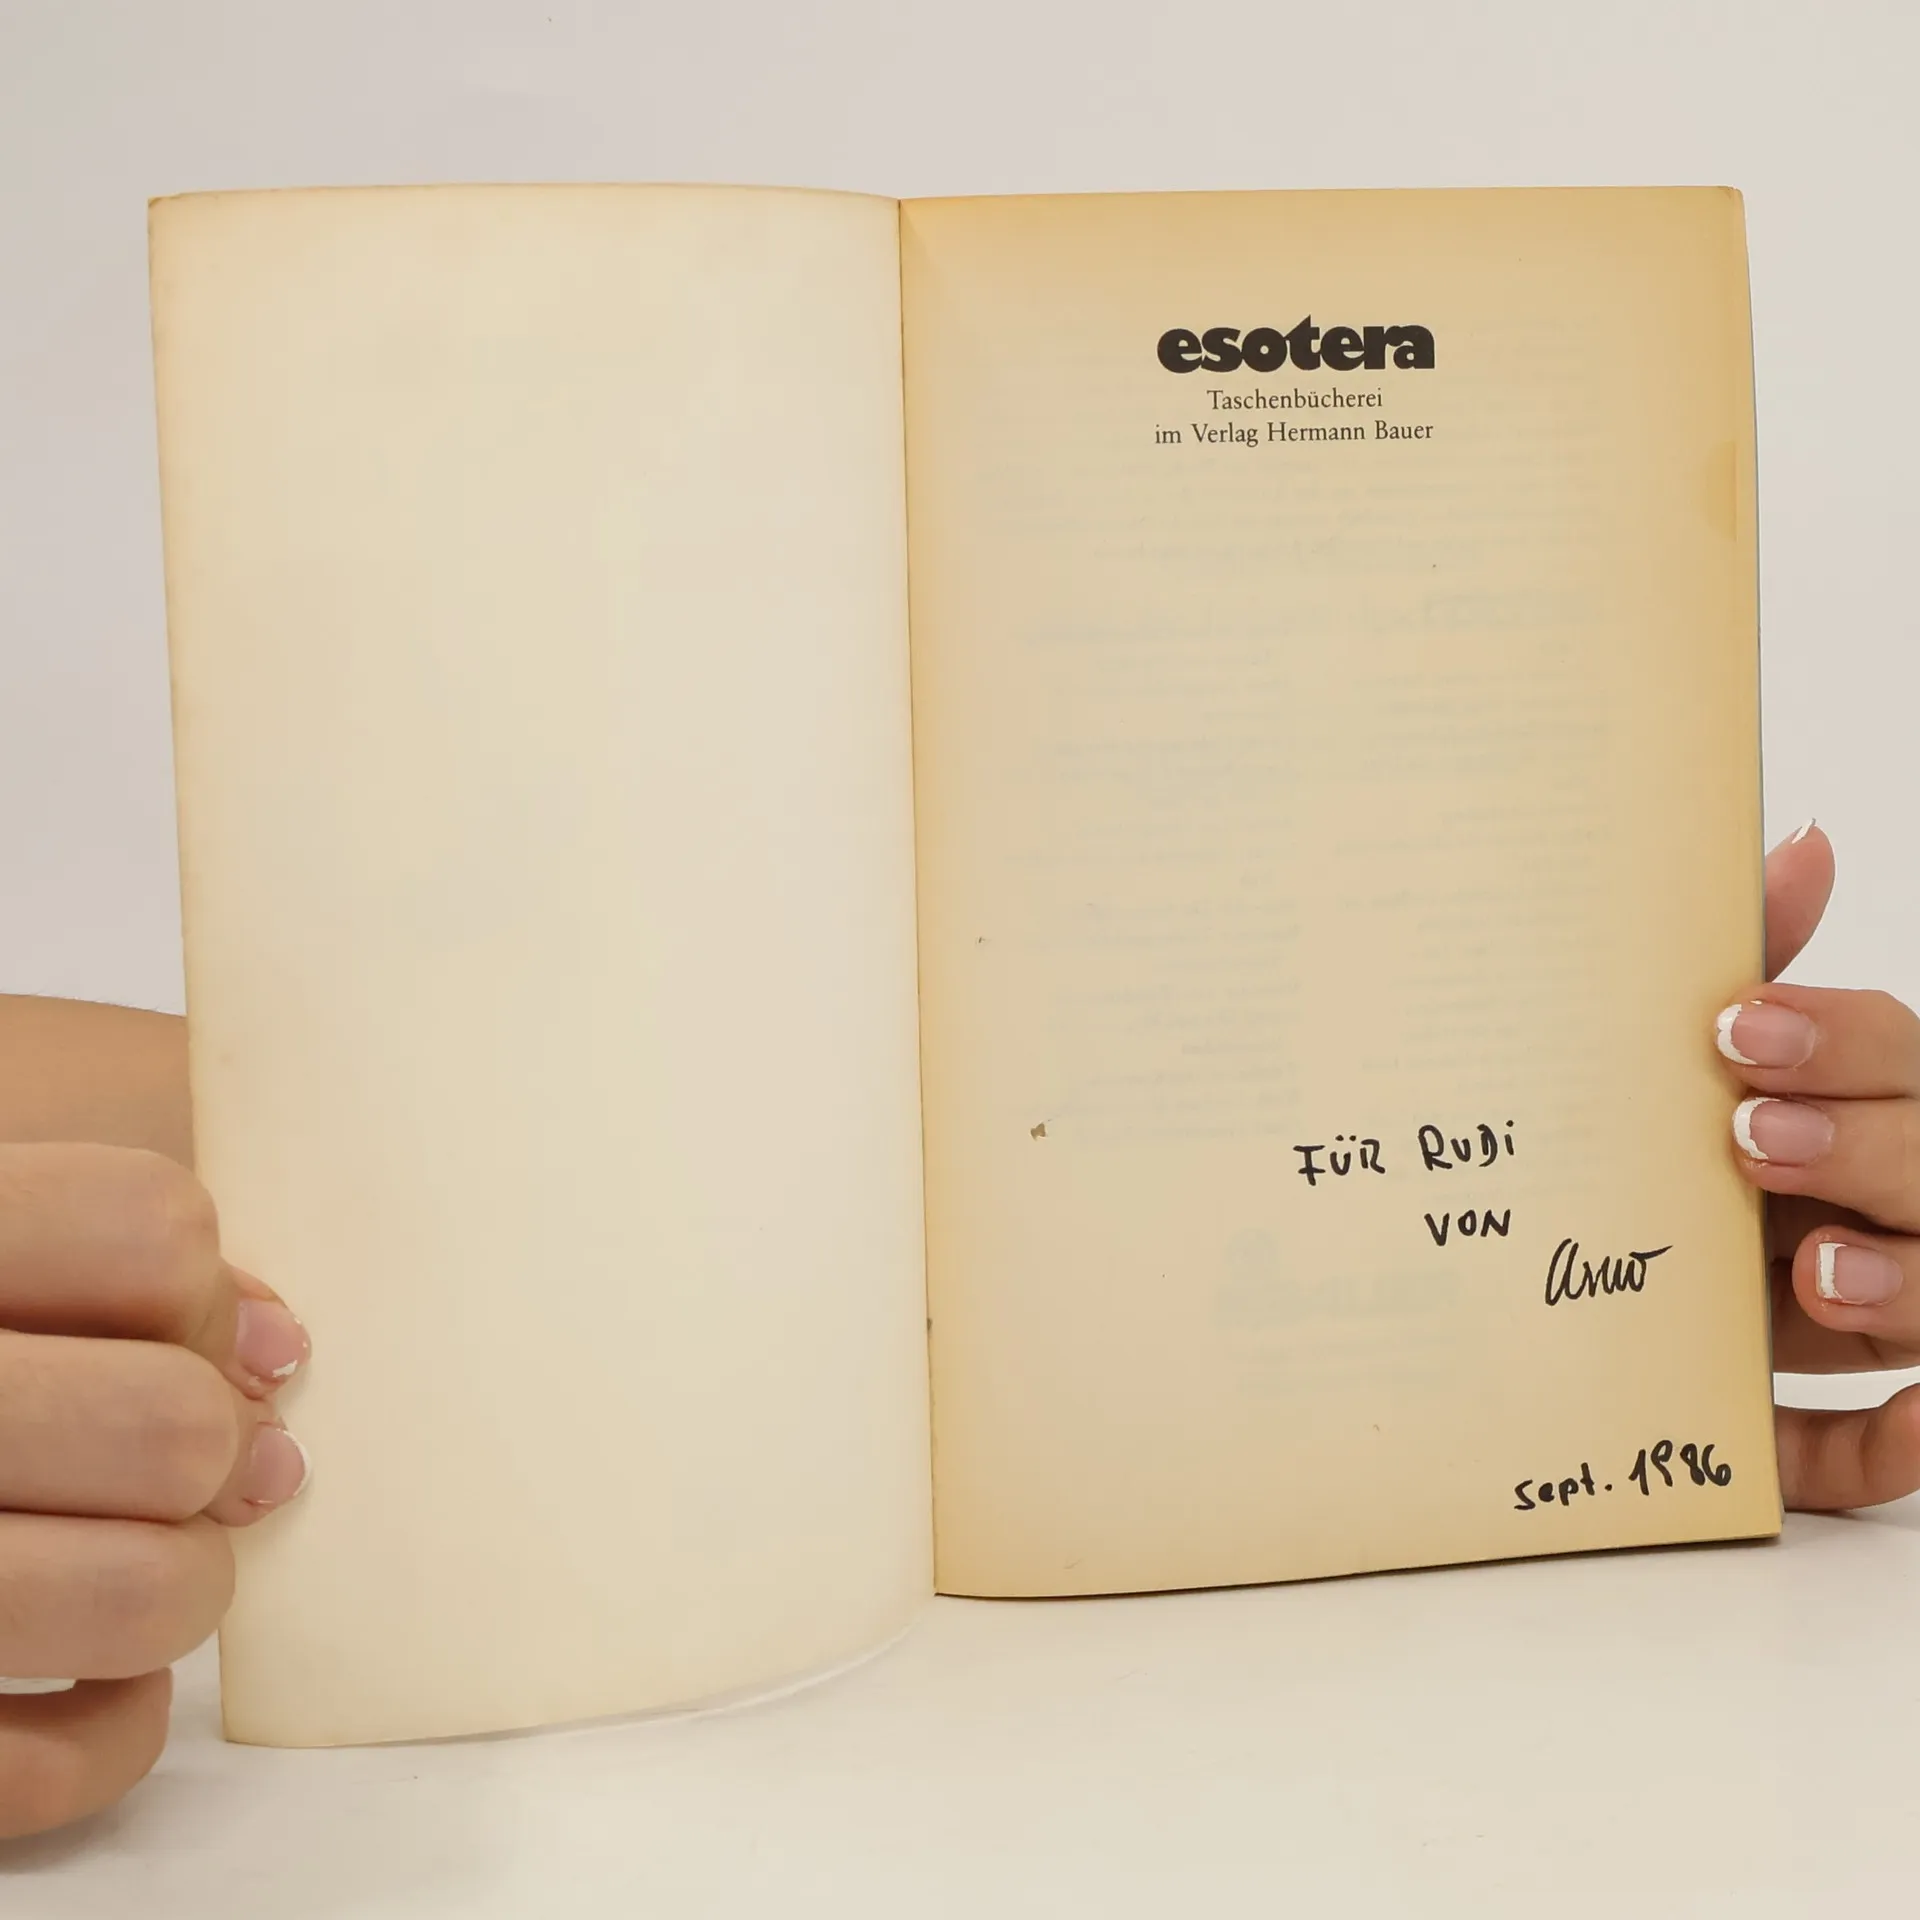 esotera
Taschenbücherei
im Verlag Hermann Bauer
FÜR RUDi
VON
Arno
sept. 1986